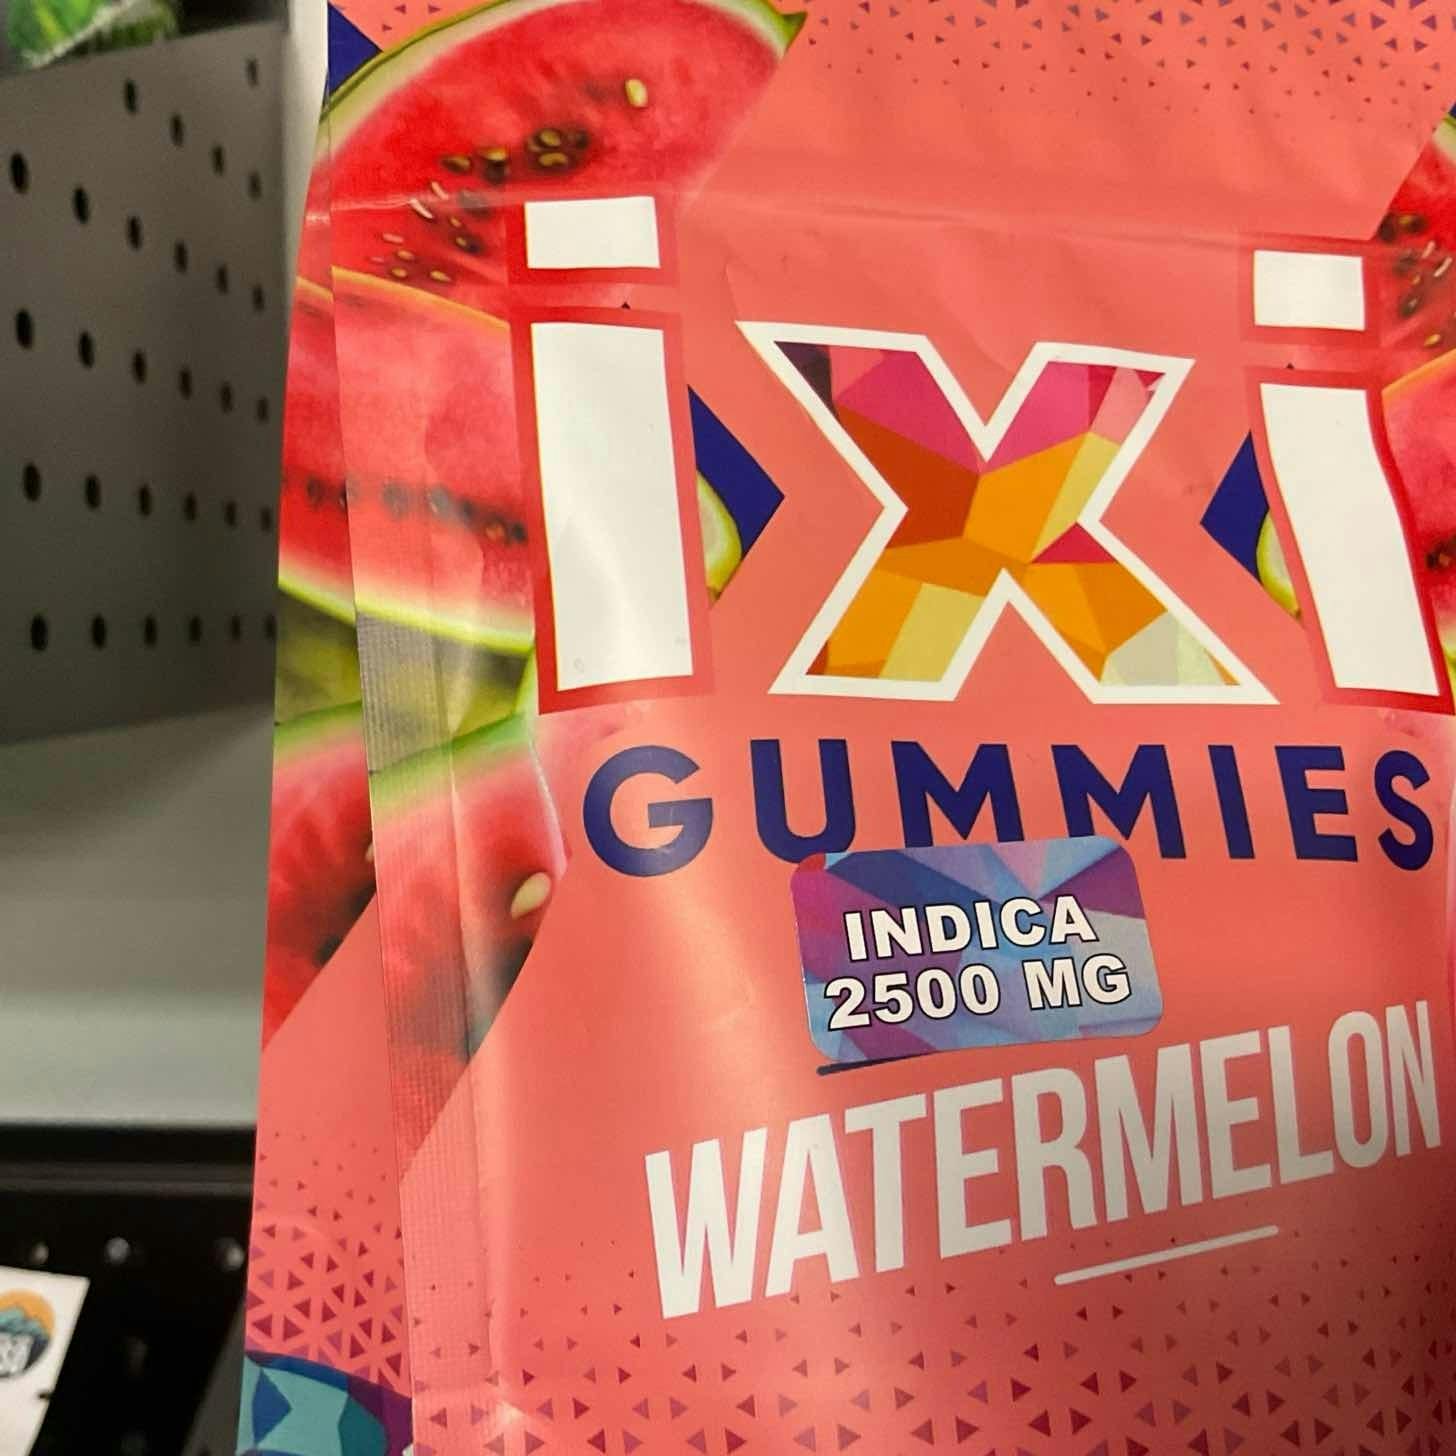 ixi
GUMMIES
INDICA
2500 MG
WATERMELON